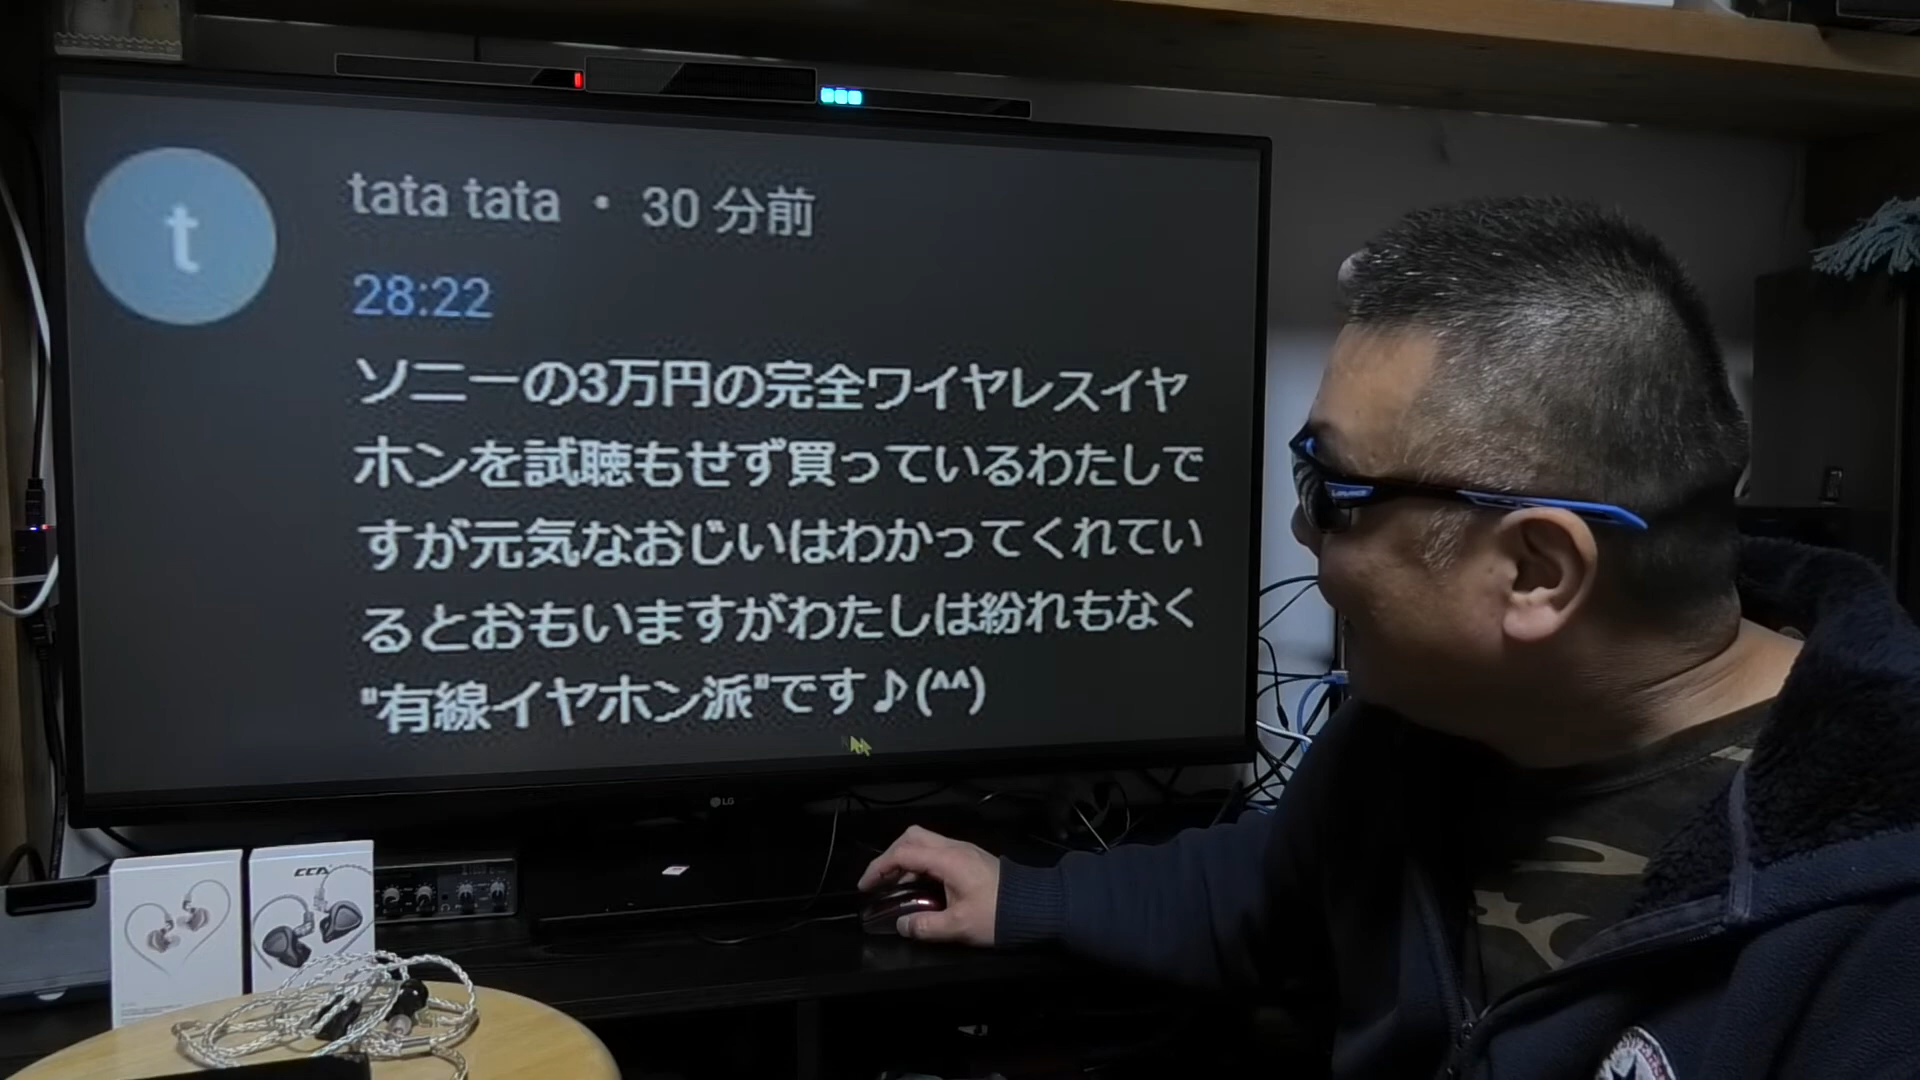 t
tata tata ・ 30 分前
28:22
ソニーの3万円の完全ワイヤレスイヤ
ホンを試聴もせず買っているわたしで
すが元気なおじいはわかってくれてい
るとおもいますがわたしは紛れもなく
"有線イヤホン派"です♪(^^)
LG
CCA